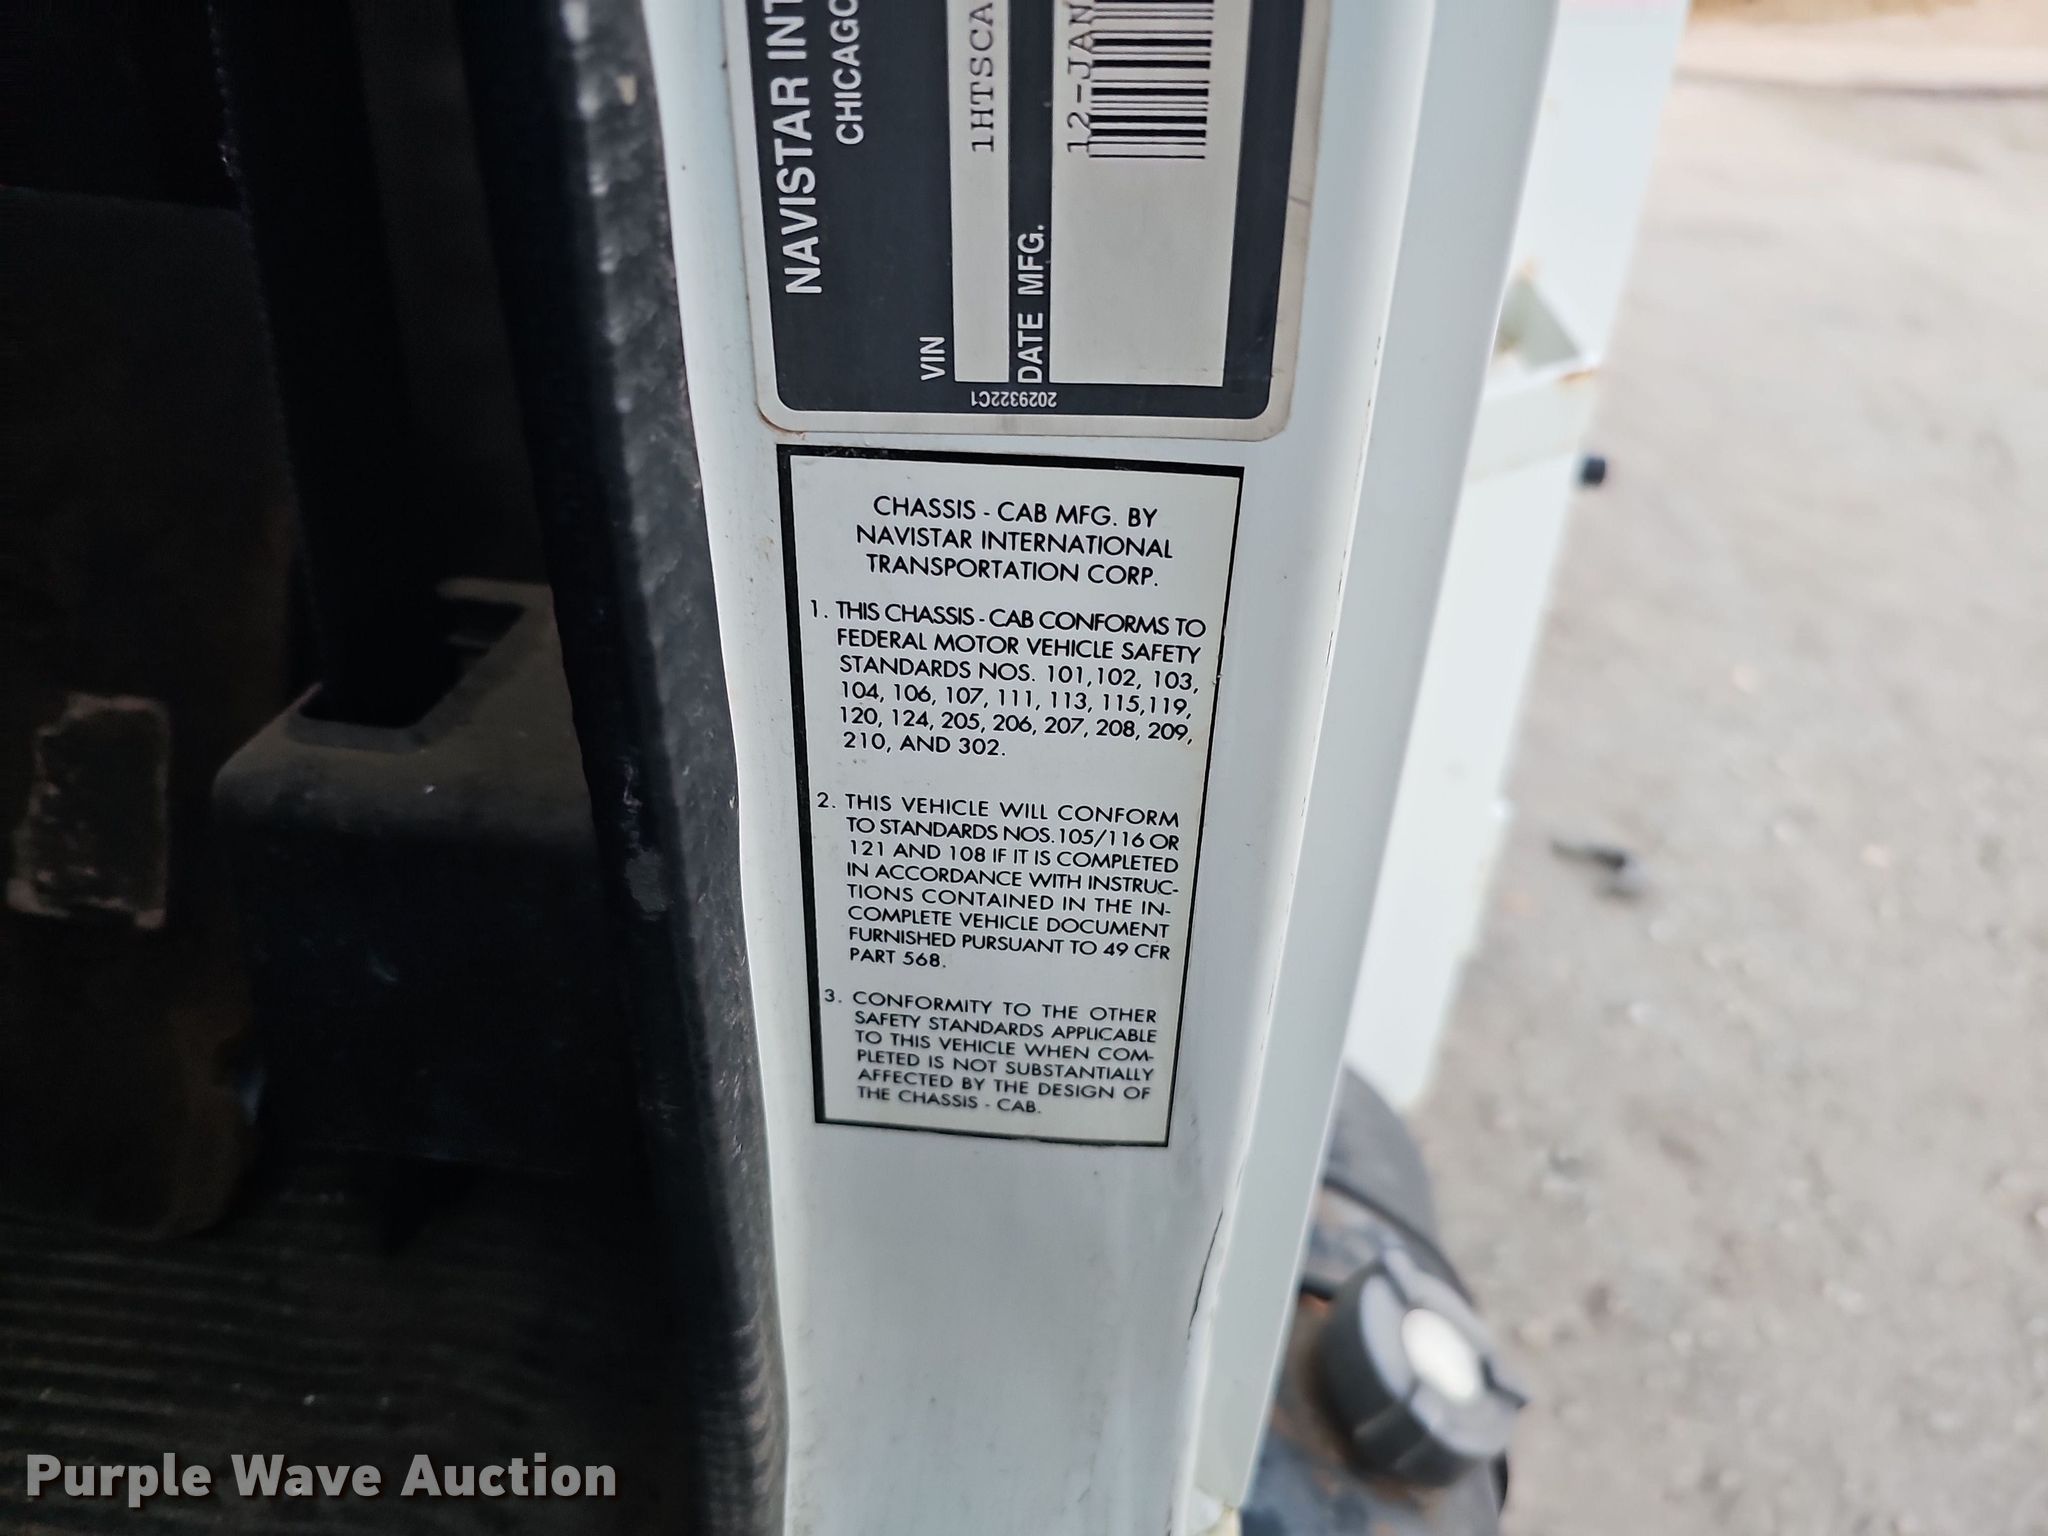 NAVISTAR INT
CHICAGO
VIN
1HTSCA
DATE MFG.
12-JAN
2029322C1
CHASSIS - CAB MFG. BY
NAVISTAR INTERNATIONAL
TRANSPORTATION CORP.
1. THIS CHASSIS - CAB CONFORMS TO
FEDERAL MOTOR VEHICLE SAFETY
STANDARDS NOS. 101,102, 103,
104, 106, 107, 111, 113, 115,119,
120, 124, 205, 206, 207, 208, 209,
210, AND 302.
2. THIS VEHICLE WILL CONFORM
TO STANDARDS NOS. 105/116 OR
121 AND 108 IF IT IS COMPLETED
IN ACCORDANCE WITH INSTRUC-
TIONS CONTAINED IN THE IN-
COMPLETE VEHICLE DOCUMENT
FURNISHED PURSUANT TO 49 CFR
PART 568.
3. CONFORMITY TO THE OTHER
SAFETY STANDARDS APPLICABLE
TO THIS VEHICLE WHEN COM-
PLETED IS NOT SUBSTANTIALLY
AFFECTED BY THE DESIGN OF
THE CHASSIS - CAB.
Purple Wave Auction